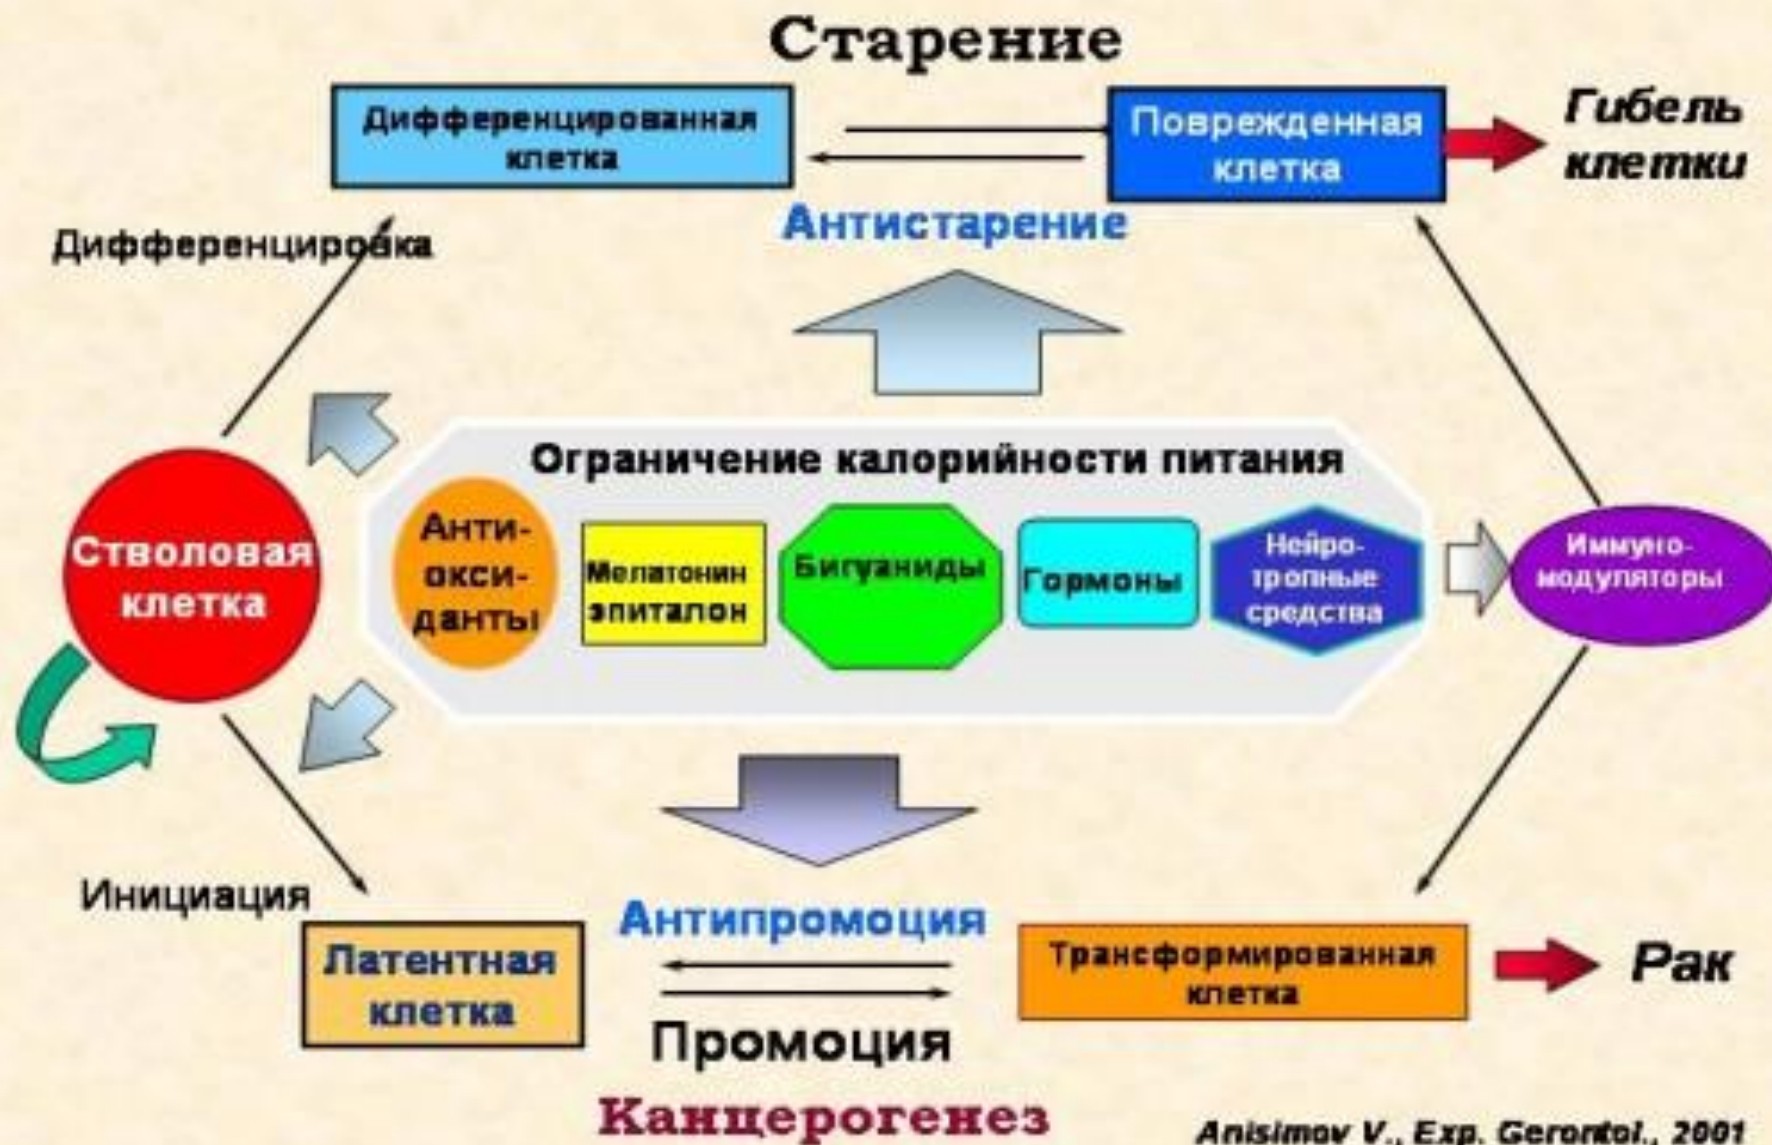 Старение
Дифференцированная
клетка
Поврежденная
клетка
Гибель
клетки
Антистарение
Дифференцировка
Ограничение калорийности питания
Стволовая
клетка
Анти-
окси-
данты
Мелатонин
эпиталон
Бигуаниды
Гормоны
Нейро-
тропные
средства
Иммуно-
модуляторы
Инициация
Латентная
клетка
Антипромоция
Промоция
Трансформированная
клетка
Рак
Канцерогенез
Anisimov V., Exp. Gerontol., 2001